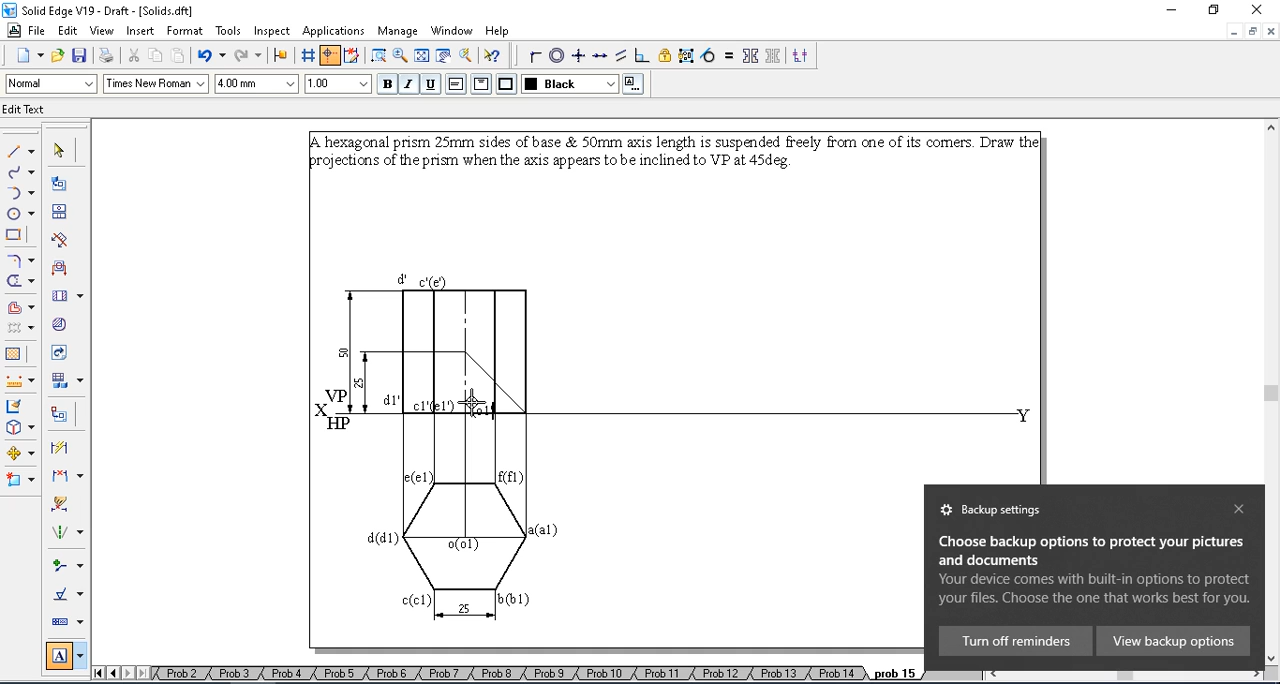 Solid Edge V19 - Draft - [Solids.dft]
File Edit View Insert Format Tools Inspect Applications Manage Window Help
Normal Times New Roman 4.00 mm 1.00 B I U Black A...
Edit Text
A hexagonal prism 25mm sides of base & 50mm axis length is suspended freely from one of its corners. Draw the
projections of the prism when the axis appears to be inclined to VP at 45deg.
d' c'(e')
50
25
d1' c1'(e1') o1
VP
X Y
HP
e(e1) f(f1)
d(d1) o(o1) a(a1)
c(c1) b(b1)
25
Backup settings
Choose backup options to protect your pictures
and documents
Your device comes with built-in options to protect
your files. Choose the one that works best for you.
Turn off reminders View backup options
A
Prob 2 Prob 3 Prob 4 Prob 5 Prob 6 Prob 7 Prob 8 Prob 9 Prob 10 Prob 11 Prob 12 Prob 13 Prob 14 prob 15